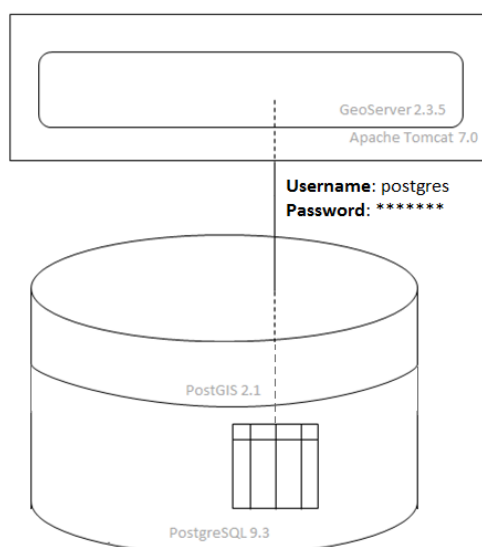 GeoServer 2.3.5
Apache Tomcat 7.0
Username: postgres
Password: *******
PostGIS 2.1
PostgreSQL 9.3